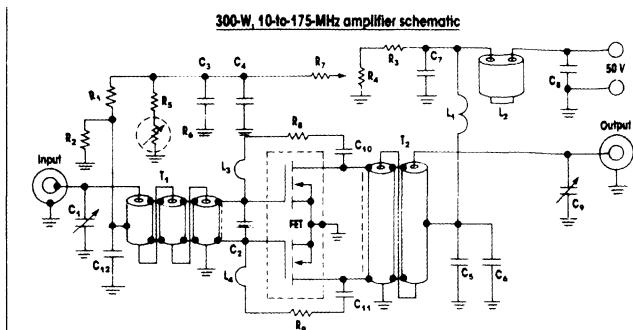 300-W, 10-to-175-MHz amplifier schematic
R1
R2
R5
R6
C3
C4
R7
R4
R3
C7
L1
L2
C8
50 V
Input
C1
C12
T1
L3
C2
L4
R8
C10
FET
R9
C11
T2
C5
C6
C9
Output